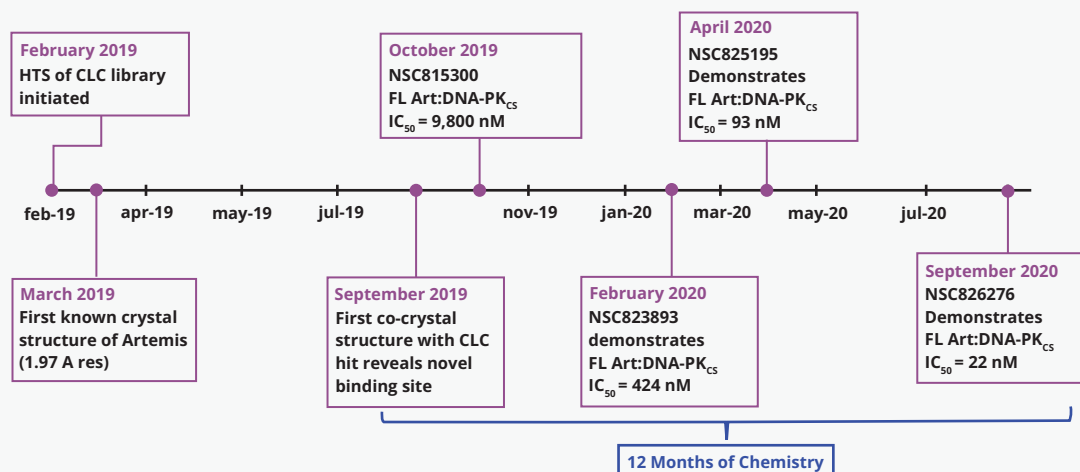 February 2019
HTS of CLC library
initiated
October 2019
NSC815300
FL Art:DNA-PKCS
IC50 = 9,800 nM
April 2020
NSC825195
Demonstrates
FL Art:DNA-PKCS
IC50 = 93 nM
feb-19 apr-19 may-19 jul-19 nov-19 jan-20 mar-20 may-20 jul-20
March 2019
First known crystal
structure of Artemis
(1.97 A res)
September 2019
First co-crystal
structure with CLC
hit reveals novel
binding site
February 2020
NSC823893
demonstrates
FL Art:DNA-PKCS
IC50 = 424 nM
September 2020
NSC826276
Demonstrates
FL Art:DNA-PKCS
IC50 = 22 nM
12 Months of Chemistry